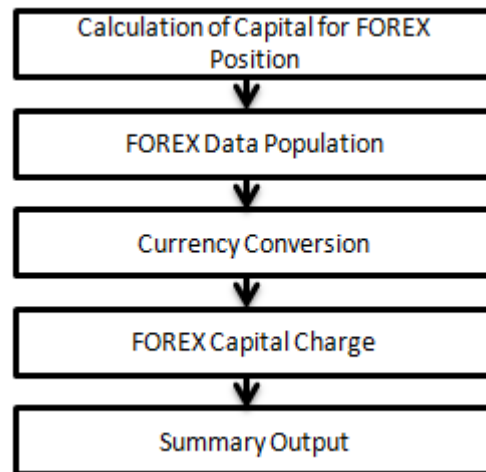 Calculation of Capital for FOREX
Position
FOREX Data Population
Currency Conversion
FOREX Capital Charge
Summary Output